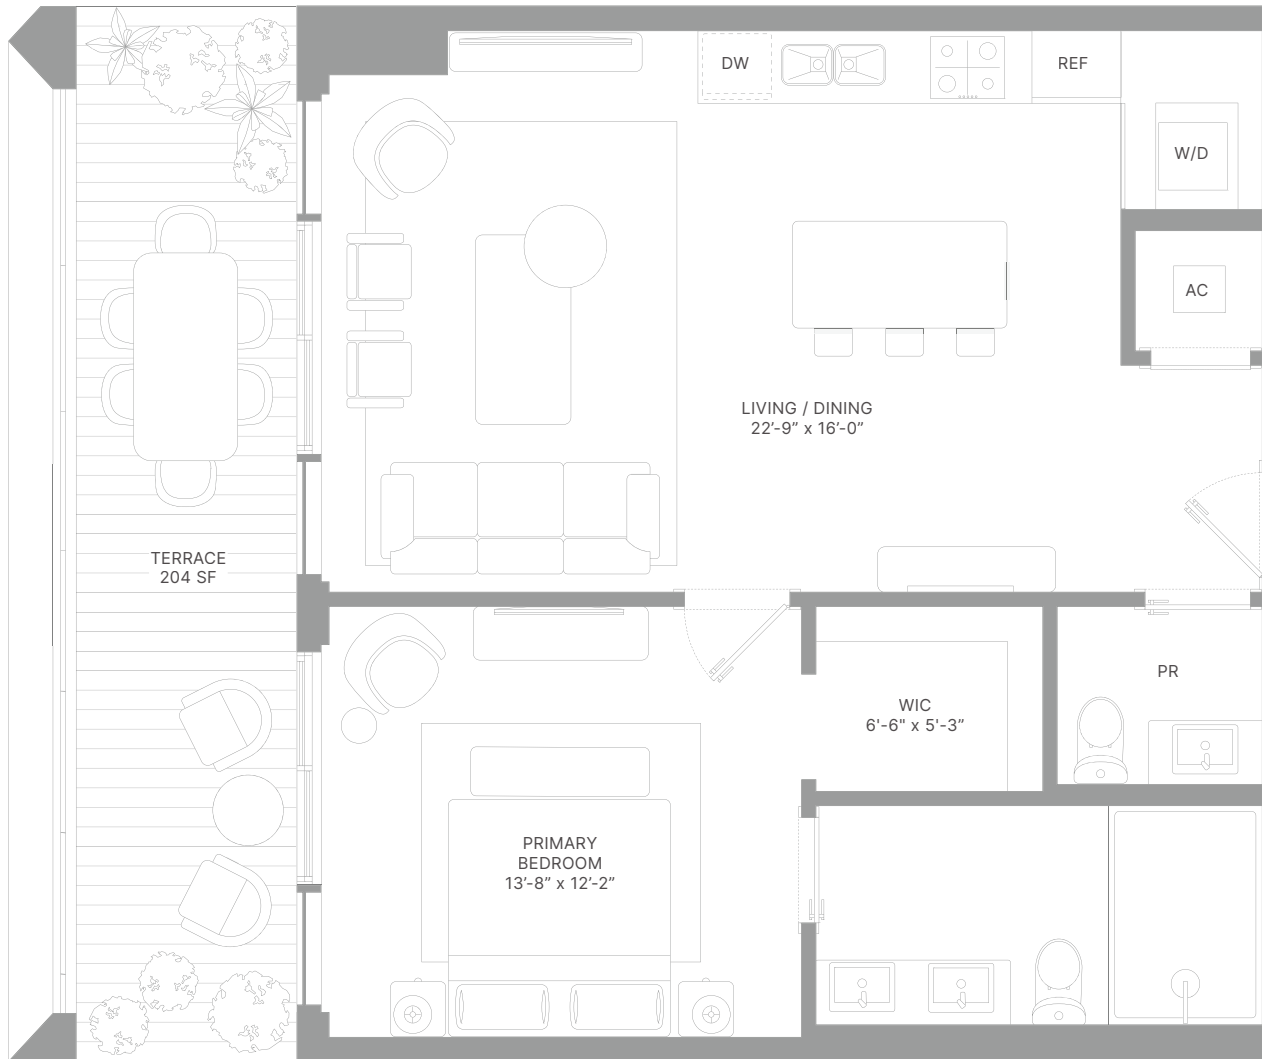 DW
REF
W/D
AC
LIVING / DINING
22’-9” x 16’-0”
TERRACE
204 SF
PR
WIC
6'-6" x 5'-3”
PRIMARY
BEDROOM
13’-8” x 12’-2”